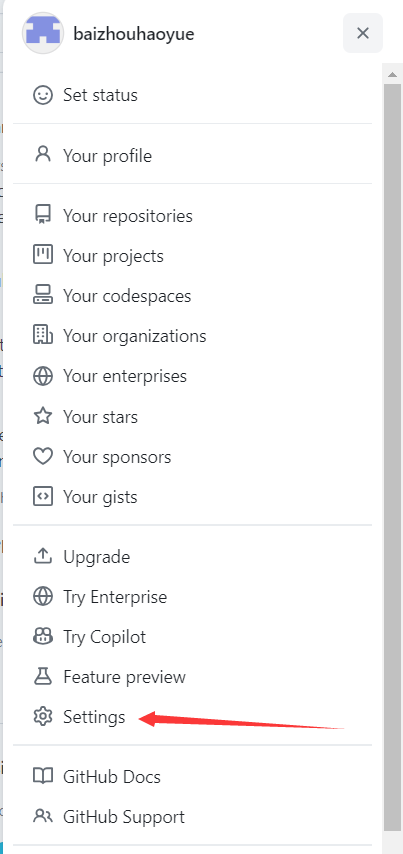 baizhouhaoyue
Set status
Your profile
Your repositories
Your projects
Your codespaces
Your organizations
Your enterprises
Your stars
Your sponsors
Your gists
Upgrade
Try Enterprise
Try Copilot
Feature preview
Settings
GitHub Docs
GitHub Support